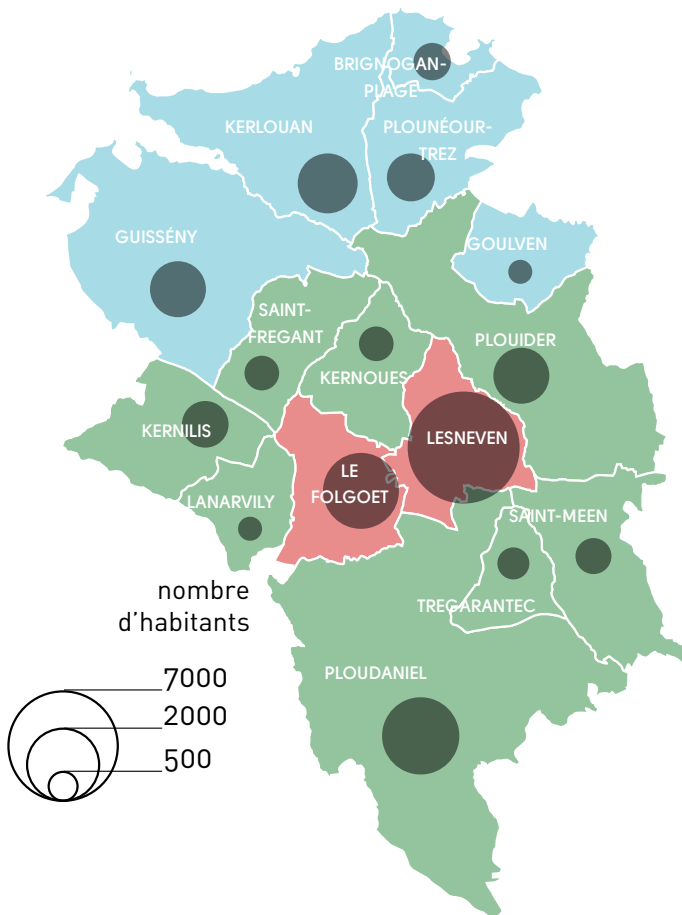 BRIGNOGAN-
PLAGE
KERLOUAN
PLOUNÉOUR-
TREZ
GUISSÉNY
GOULVEN
SAINT-
FREGANT
PLOUIDER
KERNOUES
KERNILIS
LESNEVEN
LE
FOLGOET
LANARVILY
SAINT-MEEN
TREGARANTEC
PLOUDANIEL
nombre
d'habitants
7000
2000
500